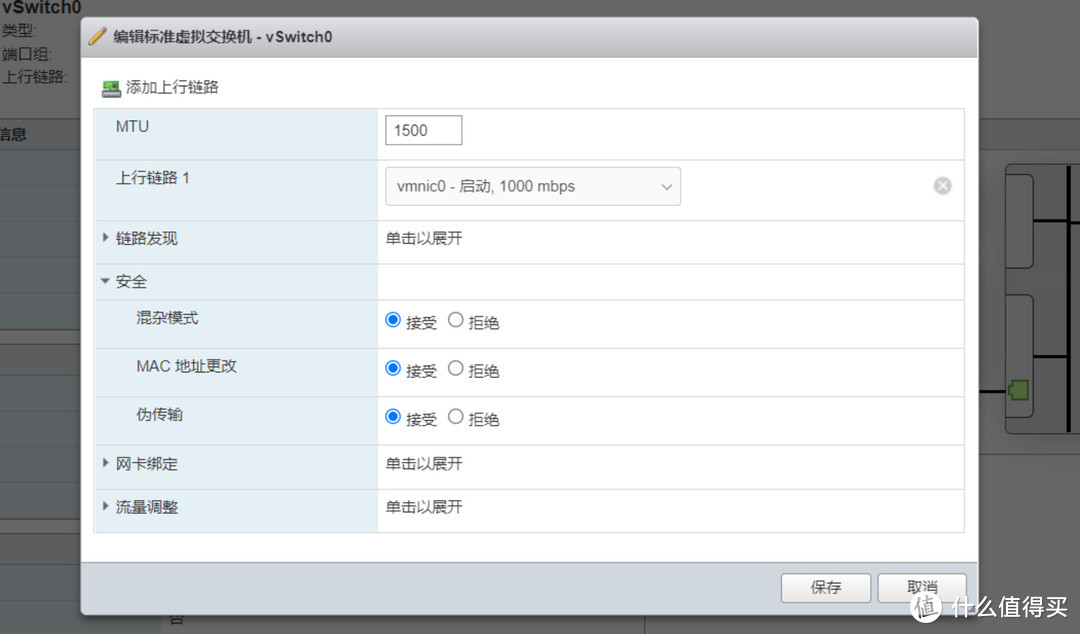 vSwitch0
类型:
端口组:
上行链路:
信息
编辑标准虚拟交换机 - vSwitch0
添加上行链路
MTU
1500
上行链路 1
vmnic0 - 启动, 1000 mbps
链路发现
单击以展开
安全
混杂模式
接受 拒绝
MAC 地址更改
接受 拒绝
伪传输
接受 拒绝
网卡绑定
单击以展开
流量调整
单击以展开
保存
取消
值 什么值得买